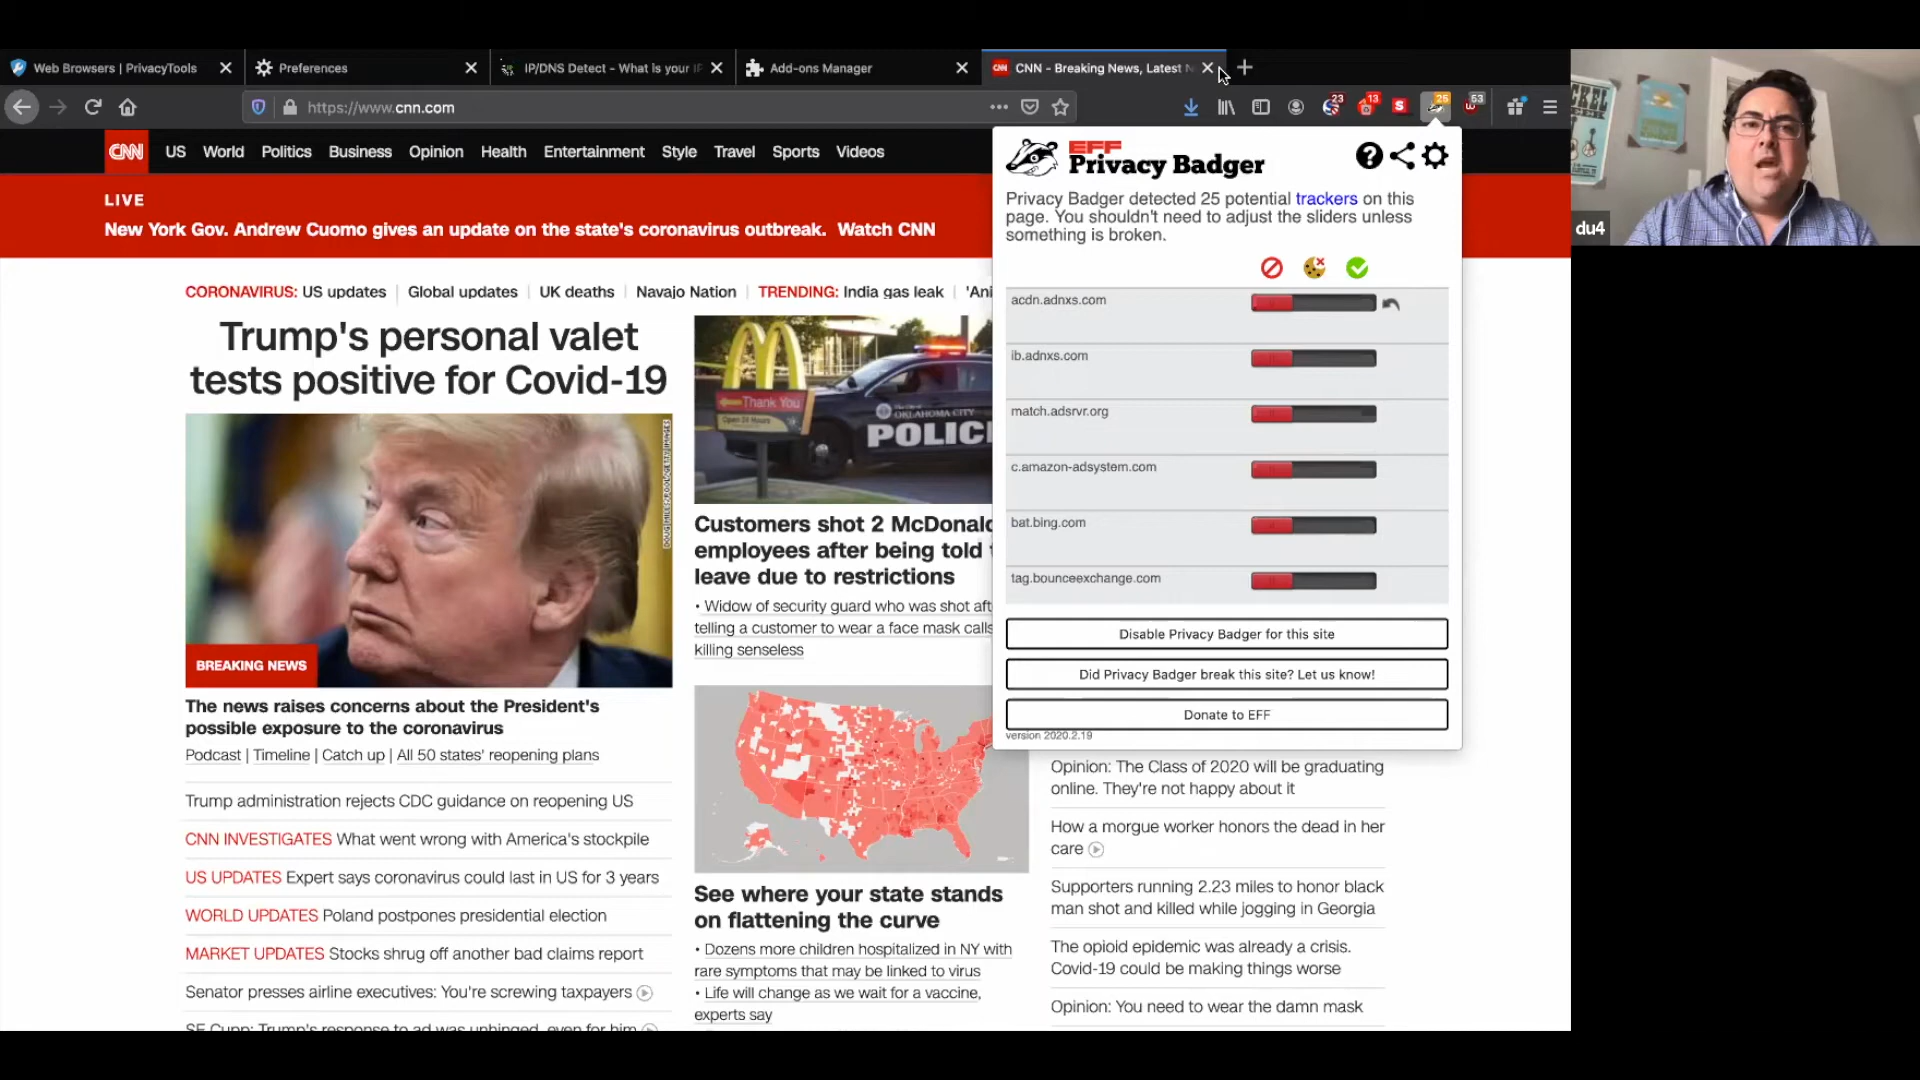 Web Browsers | PrivacyTools
Preferences
IP/DNS Detect - What is your IP
Add-ons Manager
CNN - Breaking News, Latest N
https://www.cnn.com
23
13
S
25
53
CNN
US World Politics Business Opinion Health Entertainment Style Travel Sports Videos
LIVE
New York Gov. Andrew Cuomo gives an update on the state's coronavirus outbreak. Watch CNN
CORONAVIRUS: US updates Global updates UK deaths Navajo Nation TRENDING: India gas leak 'Ani
Trump's personal valet
tests positive for Covid-19
BREAKING NEWS
The news raises concerns about the President's
possible exposure to the coronavirus
Podcast | Timeline | Catch up | All 50 states' reopening plans
Trump administration rejects CDC guidance on reopening US
CNN INVESTIGATES What went wrong with America's stockpile
US UPDATES Expert says coronavirus could last in US for 3 years
WORLD UPDATES Poland postpones presidential election
MARKET UPDATES Stocks shrug off another bad claims report
Senator presses airline executives: You're screwing taxpayers
SE Cupp: Trump's response to ad was unhinged, even for him
Thank You
Open 24 Hours
OKLAHOMA CITY
POLIC
Customers shot 2 McDonald
employees after being told
leave due to restrictions
• Widow of security guard who was shot aft
telling a customer to wear a face mask calls
killing senseless
See where your state stands
on flattening the curve
• Dozens more children hospitalized in NY with
rare symptoms that may be linked to virus
• Life will change as we wait for a vaccine,
experts say
EFF
Privacy Badger
Privacy Badger detected 25 potential trackers on this
page. You shouldn't need to adjust the sliders unless
something is broken.
acdn.adnxs.com
ib.adnxs.com
match.adsrvr.org
c.amazon-adsystem.com
bat.bing.com
tag.bounceexchange.com
Disable Privacy Badger for this site
Did Privacy Badger break this site? Let us know!
Donate to EFF
version 2020.2.19
Opinion: The Class of 2020 will be graduating
online. They're not happy about it
How a morgue worker honors the dead in her
care
Supporters running 2.23 miles to honor black
man shot and killed while jogging in Georgia
The opioid epidemic was already a crisis.
Covid-19 could be making things worse
Opinion: You need to wear the damn mask
du4